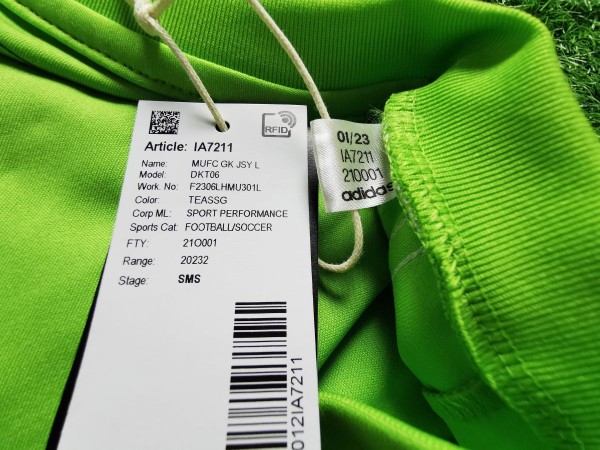 RFID
Article: IA7211
Name: MUFC GK JSY L
Model: DKT06
Work. No: F2306LHMU301L
Color: TEASSG
Corp ML: SPORT PERFORMANCE
Sports Cat: FOOTBALL/SOCCER
FTY: 21O001
Range: 20232
Stage: SMS
012IA7211
01/23
IA7211
210001
adidas